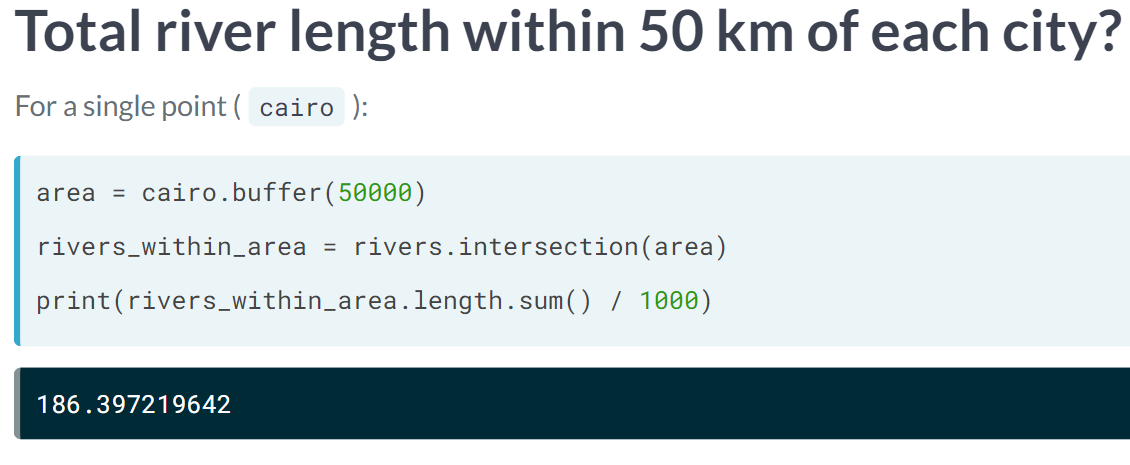 Total river length within 50 km of each city?
For a single point ( cairo ):
area = cairo.buffer(50000)
rivers_within_area = rivers.intersection(area)
print(rivers_within_area.length.sum() / 1000)
186.397219642